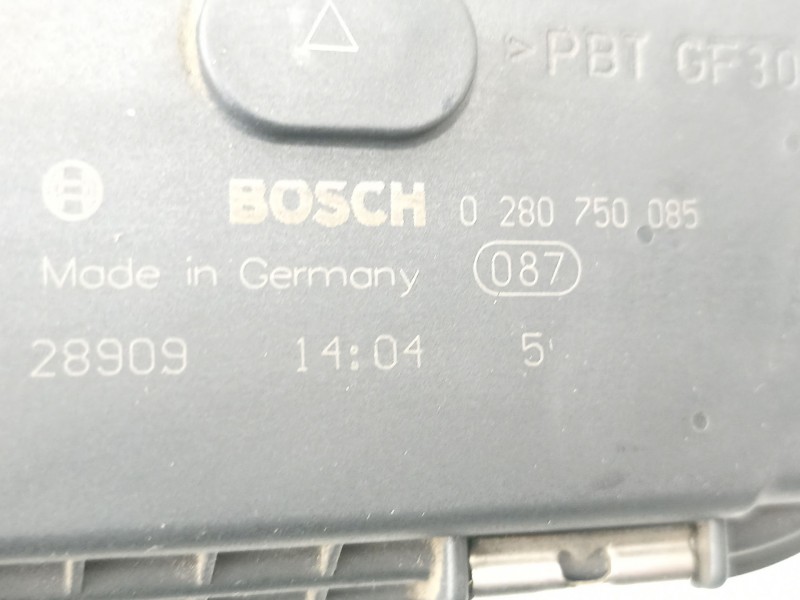 >PBT GF30
BOSCH 0 280 750 085
Made in Germany 087
28909 14:04 5